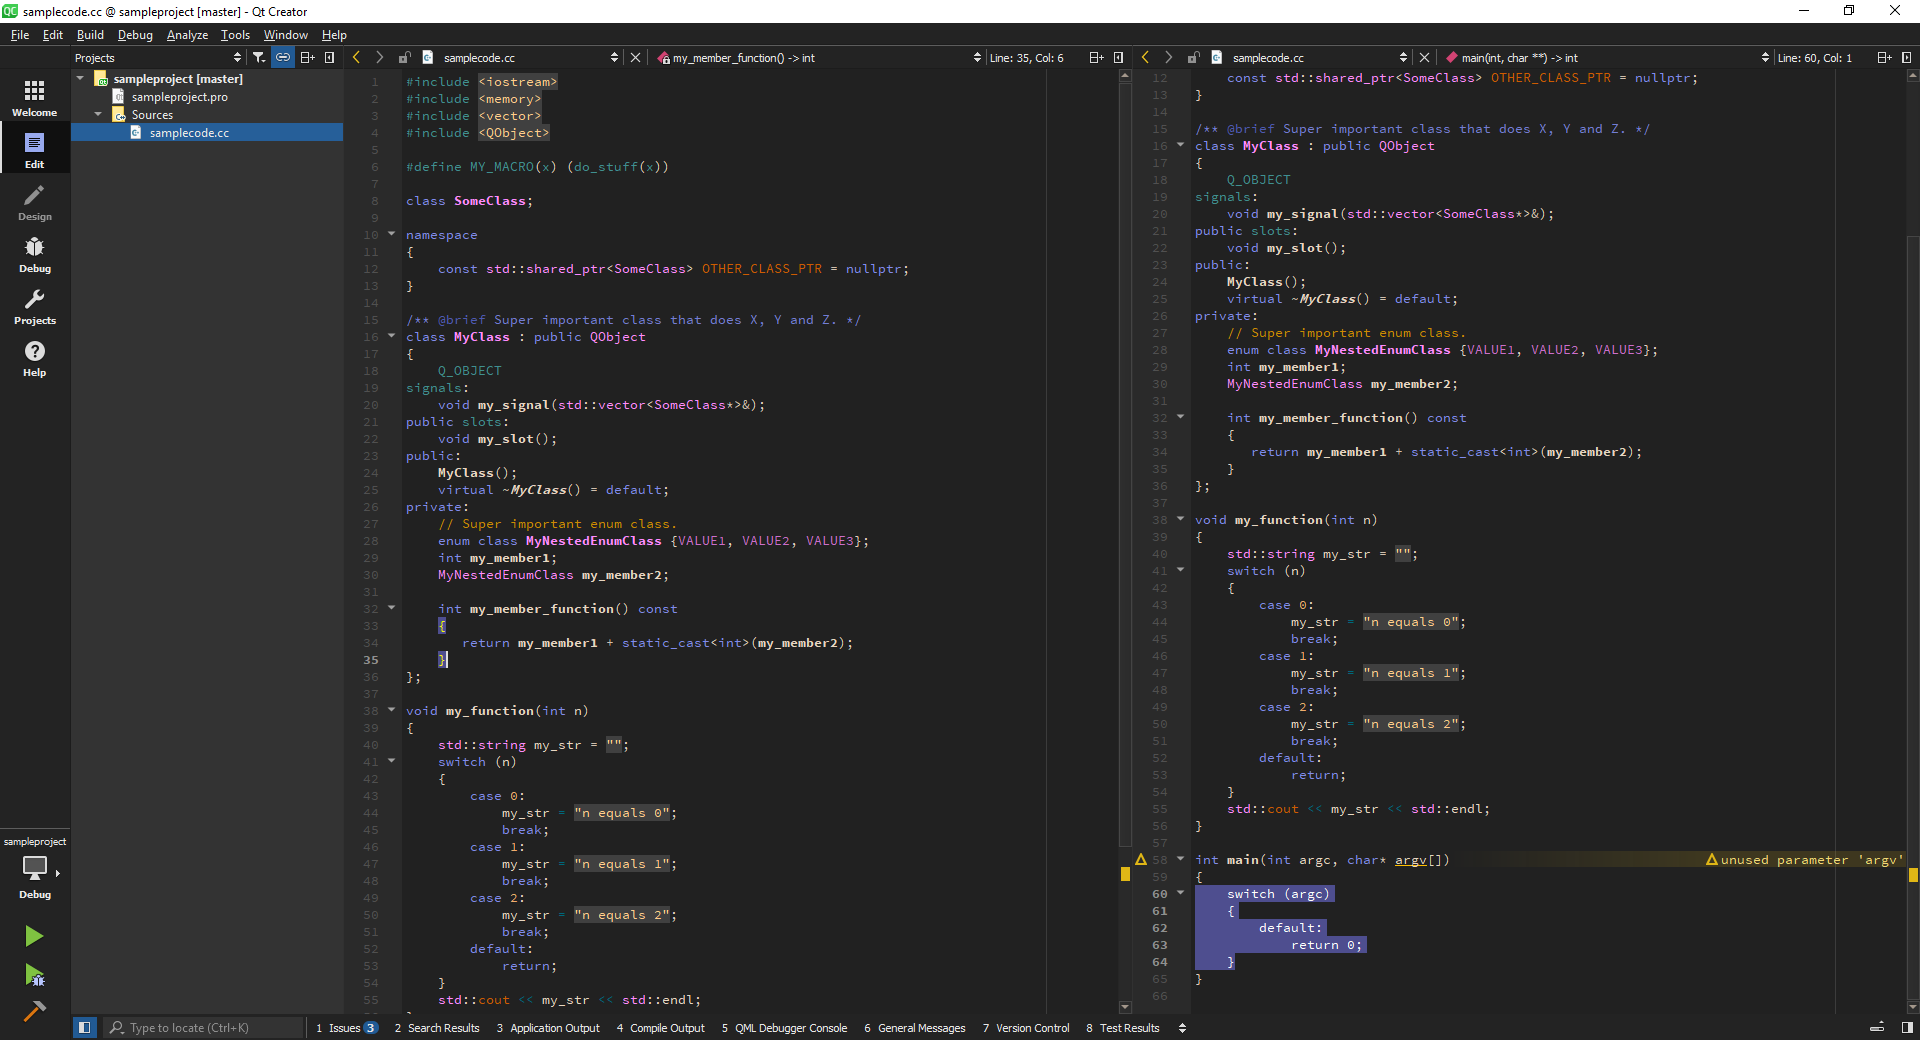 samplecode.cc @ sampleproject [master] - Qt Creator
File Edit Build Debug Analyze Tools Window Help
Projects
samplecode.cc
my_member_function() -> int
Line: 35, Col: 6
samplecode.cc
main(int, char **) -> int
Line: 60, Col: 1
Welcome
Edit
Design
Debug
Projects
Help
sampleproject
Debug
sampleproject [master]
sampleproject.pro
Sources
samplecode.cc
1 #include <iostream>
2 #include <memory>
3 #include <vector>
4 #include <QObject>
5
6 #define MY_MACRO(x) (do_stuff(x))
7
8 class SomeClass;
9
10 namespace
11 {
12 const std::shared_ptr<SomeClass> OTHER_CLASS_PTR = nullptr;
13 }
14
15 /** @brief Super important class that does X, Y and Z. */
16 class MyClass : public QObject
17 {
18 Q_OBJECT
19 signals:
20 void my_signal(std::vector<SomeClass*>&);
21 public slots:
22 void my_slot();
23 public:
24 MyClass();
25 virtual ~MyClass() = default;
26 private:
27 // Super important enum class.
28 enum class MyNestedEnumClass {VALUE1, VALUE2, VALUE3};
29 int my_member1;
30 MyNestedEnumClass my_member2;
31
32 int my_member_function() const
33 {
34 return my_member1 + static_cast<int>(my_member2);
35 }
36 };
37
38 void my_function(int n)
39 {
40 std::string my_str = "";
41 switch (n)
42 {
43 case 0:
44 my_str = "n equals 0";
45 break;
46 case 1:
47 my_str = "n equals 1";
48 break;
49 case 2:
50 my_str = "n equals 2";
51 break;
52 default:
53 return;
54 }
55 std::cout << my_str << std::endl;
12 const std::shared_ptr<SomeClass> OTHER_CLASS_PTR = nullptr;
13 }
14
15 /** @brief Super important class that does X, Y and Z. */
16 class MyClass : public QObject
17 {
18 Q_OBJECT
19 signals:
20 void my_signal(std::vector<SomeClass*>&);
21 public slots:
22 void my_slot();
23 public:
24 MyClass();
25 virtual ~MyClass() = default;
26 private:
27 // Super important enum class.
28 enum class MyNestedEnumClass {VALUE1, VALUE2, VALUE3};
29 int my_member1;
30 MyNestedEnumClass my_member2;
31
32 int my_member_function() const
33 {
34 return my_member1 + static_cast<int>(my_member2);
35 }
36 };
37
38 void my_function(int n)
39 {
40 std::string my_str = "";
41 switch (n)
42 {
43 case 0:
44 my_str = "n equals 0";
45 break;
46 case 1:
47 my_str = "n equals 1";
48 break;
49 case 2:
50 my_str = "n equals 2";
51 break;
52 default:
53 return;
54 }
55 std::cout << my_str << std::endl;
56 }
57
58 int main(int argc, char* argv[]) unused parameter 'argv'
59 {
60 switch (argc)
61 {
62 default:
63 return 0;
64 }
65 }
66
Type to locate (Ctrl+K)
1 Issues 3 2 Search Results 3 Application Output 4 Compile Output 5 QML Debugger Console 6 General Messages 7 Version Control 8 Test Results